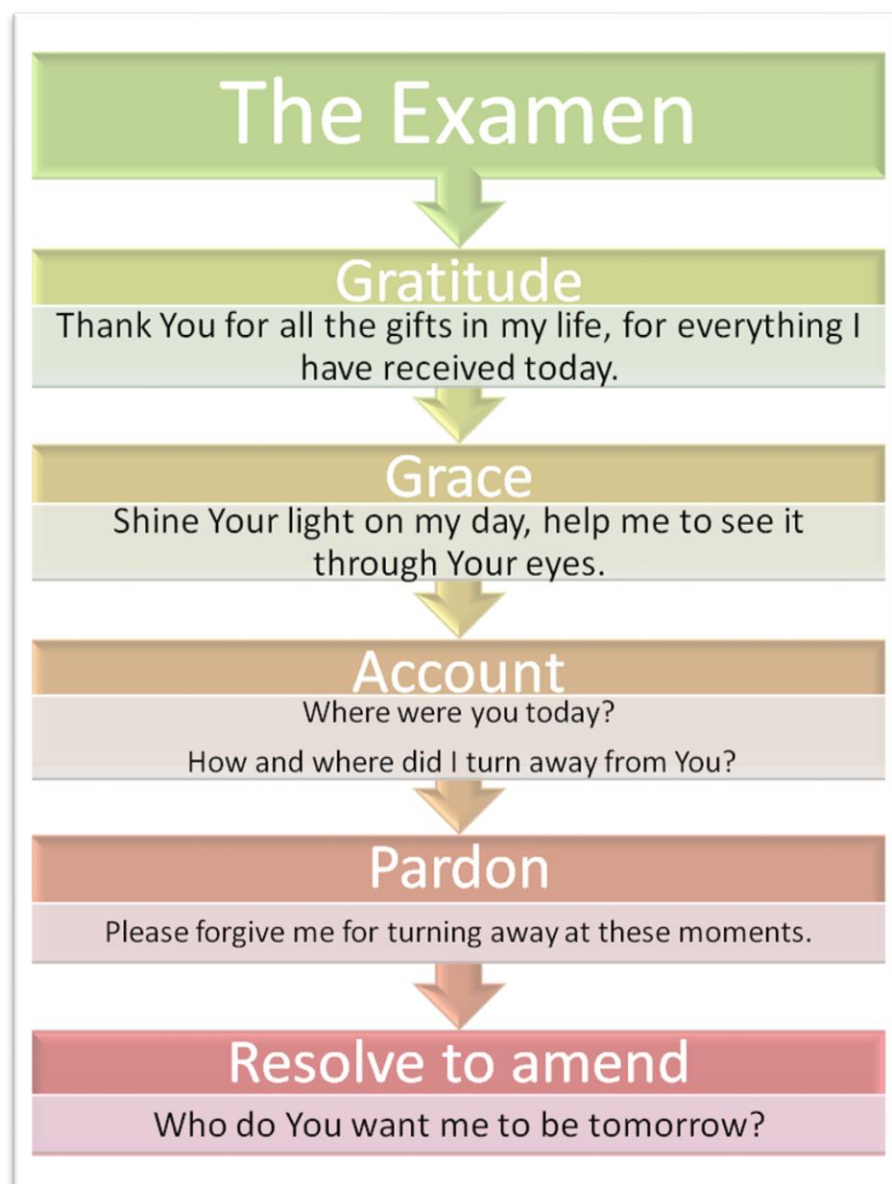 The Examen
Gratitude
Thank You for all the gifts in my life, for everything I
have received today.
Grace
Shine Your light on my day, help me to see it
through Your eyes.
Account
Where were you today?
How and where did I turn away from You?
Pardon
Please forgive me for turning away at these moments.
Resolve to amend
Who do You want me to be tomorrow?